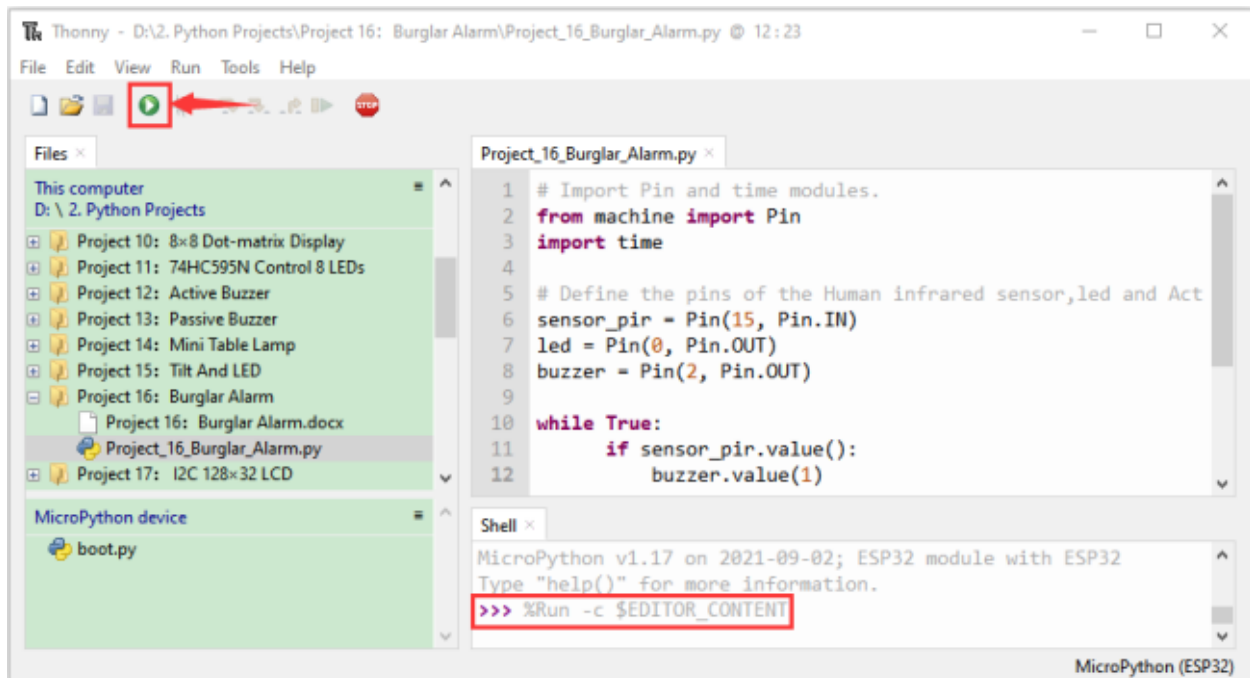 Thonny - D:\2. Python Projects\Project 16: Burglar Alarm\Project_16_Burglar_Alarm.py @ 12:23
File Edit View Run Tools Help
STOP
Files
This computer
D: \ 2. Python Projects
Project 10: 8×8 Dot-matrix Display
Project 11: 74HC595N Control 8 LEDs
Project 12: Active Buzzer
Project 13: Passive Buzzer
Project 14: Mini Table Lamp
Project 15: Tilt And LED
Project 16: Burglar Alarm
Project 16: Burglar Alarm.docx
Project_16_Burglar_Alarm.py
Project 17: I2C 128×32 LCD
MicroPython device
boot.py
Project_16_Burglar_Alarm.py
1 # Import Pin and time modules.
2 from machine import Pin
3 import time
4
5 # Define the pins of the Human infrared sensor,led and Act
6 sensor_pir = Pin(15, Pin.IN)
7 led = Pin(0, Pin.OUT)
8 buzzer = Pin(2, Pin.OUT)
9
10 while True:
11 if sensor_pir.value():
12 buzzer.value(1)
Shell
MicroPython v1.17 on 2021-09-02; ESP32 module with ESP32
Type "help()" for more information.
>>> %Run -c $EDITOR_CONTENT
MicroPython (ESP32)